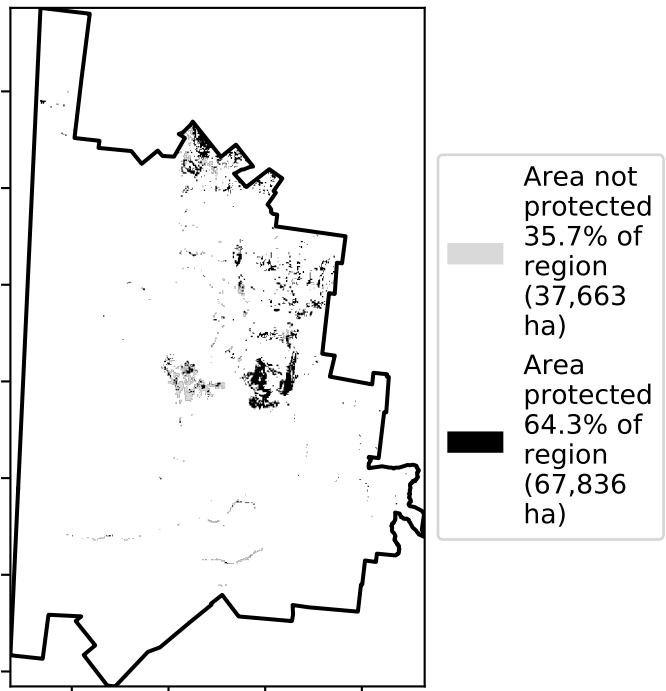 Area not
protected
35.7% of
region
(37,663
ha)
Area
protected
64.3% of
region
(67,836
ha)